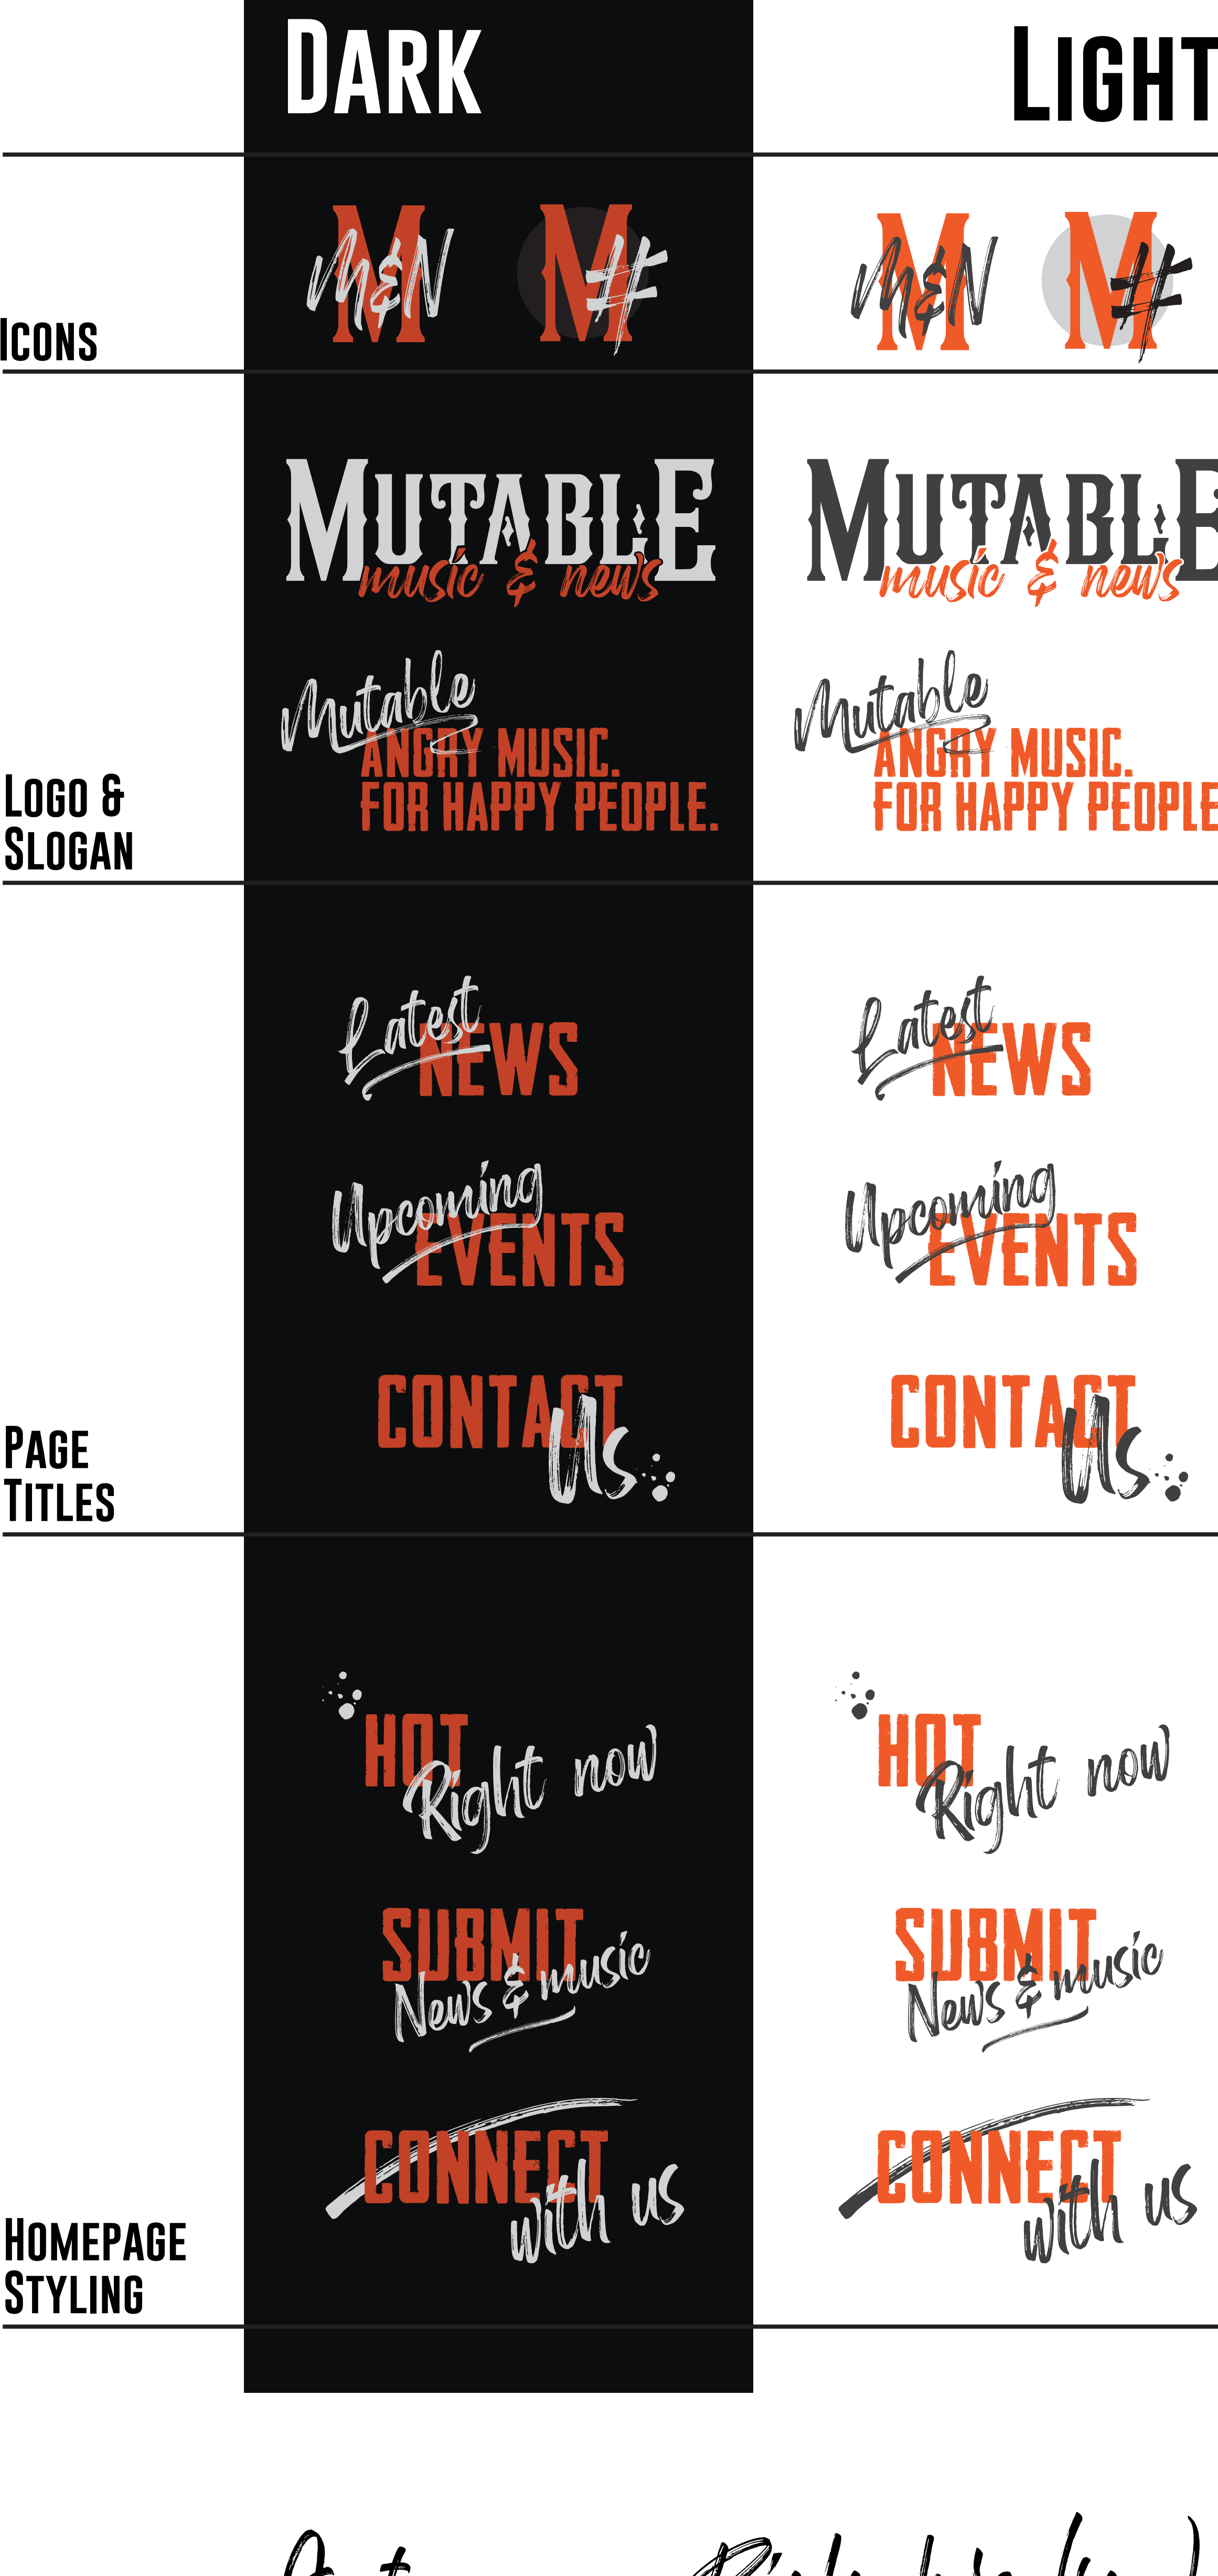 DARK
LIGHT
ICONS
M
M&N
M
#
M
M&N
M
#
LOGO &
SLOGAN
MUTABLE
music & news
MUTABLE
music & news
Mutable
ANGRY MUSIC.
FOR HAPPY PEOPLE.
Mutable
ANGRY MUSIC.
FOR HAPPY PEOPLE
PAGE
TITLES
Latest
NEWS
Latest
NEWS
Upcoming
EVENTS
Upcoming
EVENTS
CONTACT
Us
CONTACT
Us
HOMEPAGE
STYLING
HOT
Right now
HOT
Right now
SUBMIT
News & music
SUBMIT
News & music
CONNECT
with us
CONNECT
with us